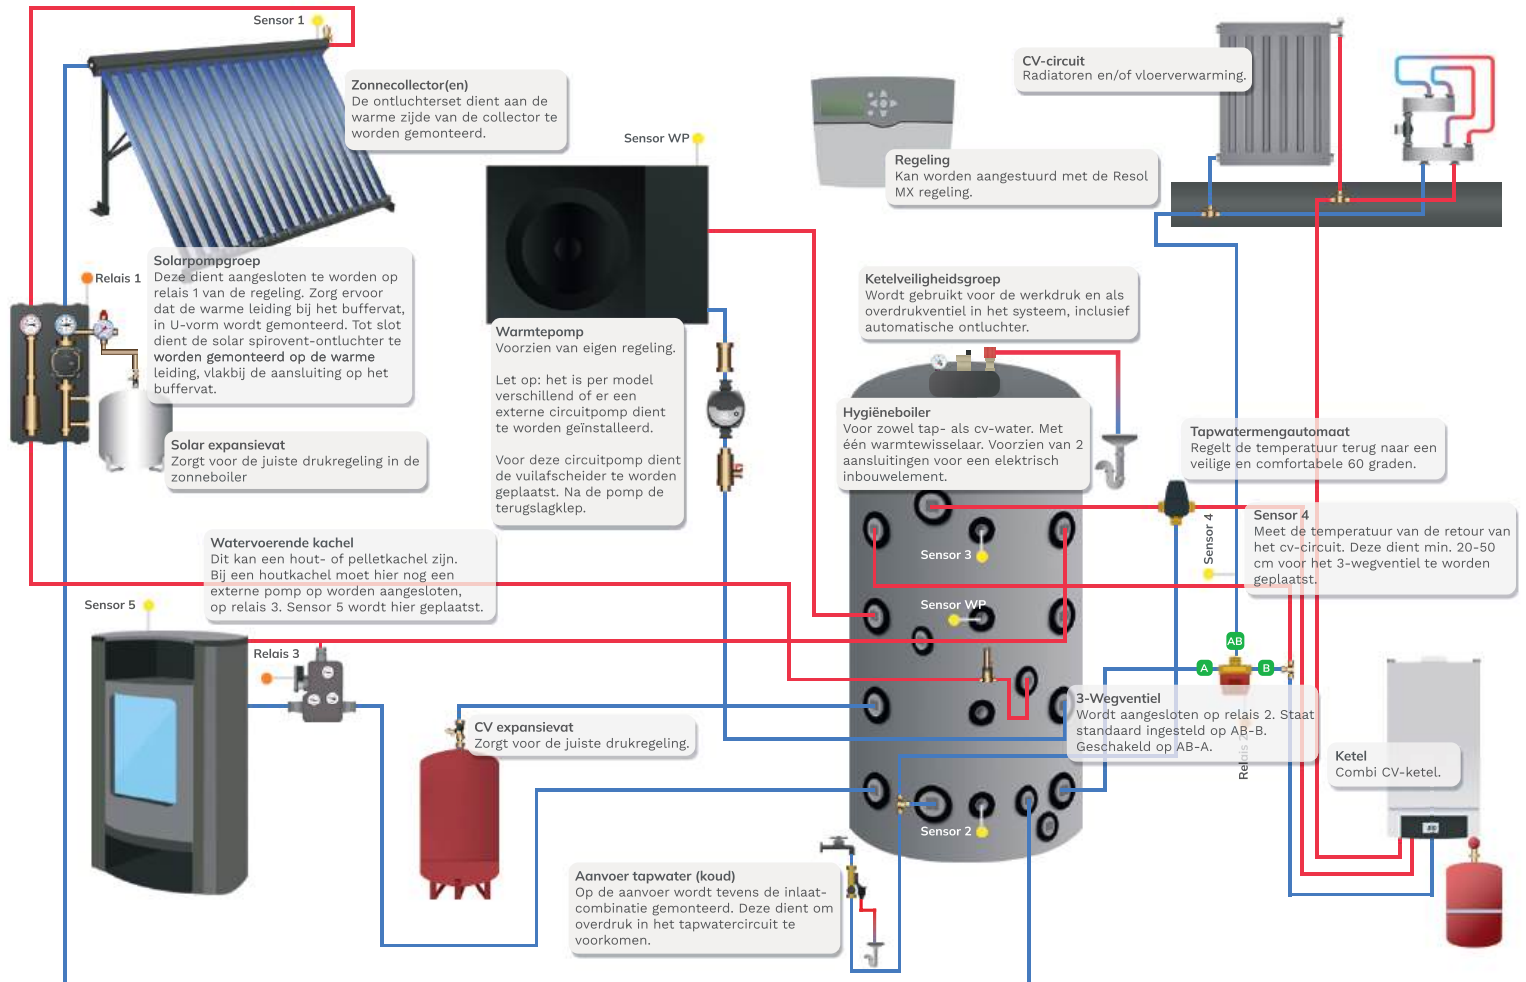 Sensor 1
Zonnecollector(en)
De ontluchterset dient aan de
warme zijde van de collector te
worden gemonteerd.
Sensor WP
CV-circuit
Radiatoren en/of vloerverwarming.
Regeling
Kan worden aangestuurd met de Resol
MX regeling.
Relais 1
Solarpompgroep
Deze dient aangesloten te worden op
relais 1 van de regeling. Zorg ervoor
dat de warme leiding bij het buffervat,
in U-vorm wordt gemonteerd. Tot slot
dient de solar spirovent-ontluchter te
worden gemonteerd op de warme
leiding, vlakbij de aansluiting op het
buffervat.
Solar expansievat
Zorgt voor de juiste drukregeling in de
zonneboiler
Warmtepomp
Voorzien van eigen regeling.
Let op: het is per model
verschillend of er een
externe circuitpomp dient
te worden geïnstalleerd.
Voor deze circuitpomp dient
de vuilafscheider te worden
geplaatst. Na de pomp de
terugslagklep.
Ketelveiligheidsgroep
Wordt gebruikt voor de werkdruk en als
overdrukventiel in het systeem, inclusief
automatische ontluchter.
Hygiëneboiler
Voor zowel tap- als cv-water. Met
één warmtewisselaar. Voorzien van 2
aansluitingen voor een elektrisch
inbouwelement.
Tapwatermengautomaat
Regelt de temperatuur terug naar een
veilige en comfortabele 60 graden.
Sensor 4
Sensor 4
Meet de temperatuur van de retour van
het cv-circuit. Deze dient min. 20-50
cm voor het 3-wegventiel te worden
geplaatst.
Watervoerende kachel
Dit kan een hout- of pelletkachel zijn.
Bij een houtkachel moet hier nog een
externe pomp op worden aangesloten,
op relais 3. Sensor 5 wordt hier geplaatst.
Sensor 5
Relais 3
Sensor 3
Sensor WP
AB
A
B
3-Wegventiel
Wordt aangesloten op relais 2. Staat
standaard ingesteld op AB-B.
Geschakeld op AB-A.
Relais 2
CV expansievat
Zorgt voor de juiste drukregeling.
Ketel
Combi CV-ketel.
Sensor 2
Aanvoer tapwater (koud)
Op de aanvoer wordt tevens de inlaat-
combinatie gemonteerd. Deze dient om
overdruk in het tapwatercircuit te
voorkomen.